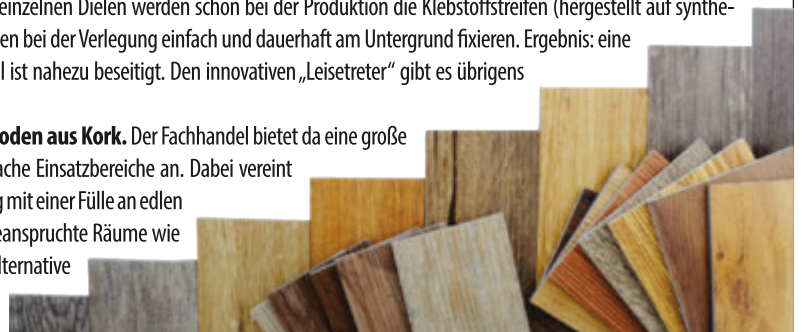 einzelnen Dielen werden schon bei der Produktion die Klebstoffstreifen (hergestellt auf synthe-
en bei der Verlegung einfach und dauerhaft am Untergrund fixieren. Ergebnis: eine
l ist nahezu beseitigt. Den innovativen „Leisetreter“ gibt es übrigens
oden aus Kork. Der Fachhandel bietet da eine große
ache Einsatzbereiche an. Dabei vereint
g mit einer Fülle an edlen
eanspruchte Räume wie
lternative